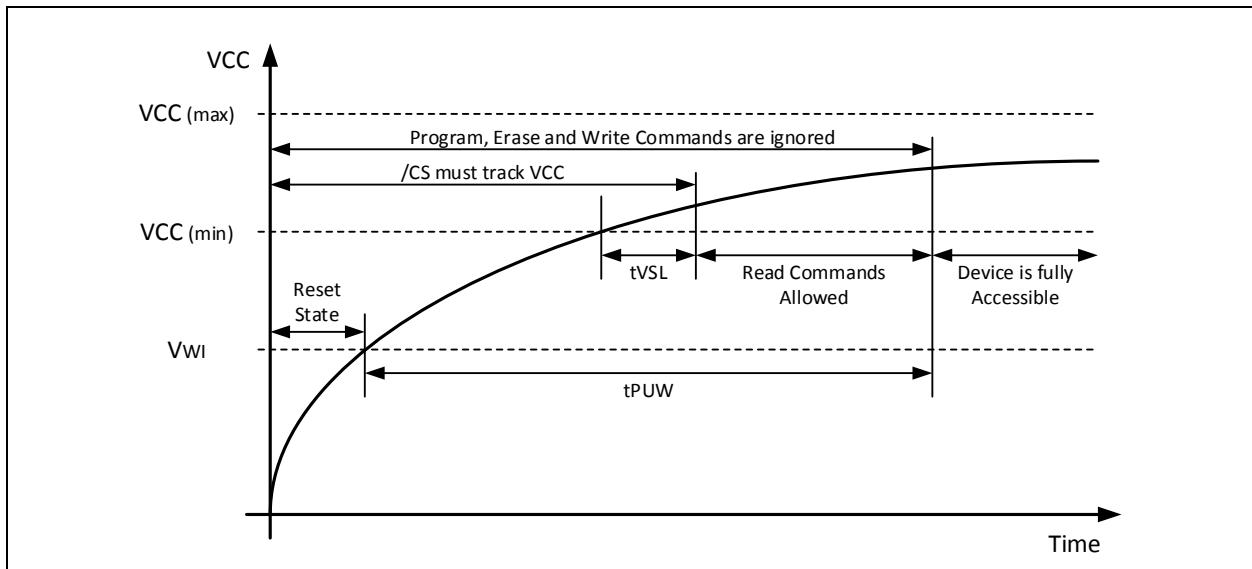 VCC
VCC (max)
Program, Erase and Write Commands are ignored
/CS must track VCC
VCC (min)
tVSL
Read Commands
Allowed
Device is fully
Accessible
Reset
State
VWI
tPUW
Time